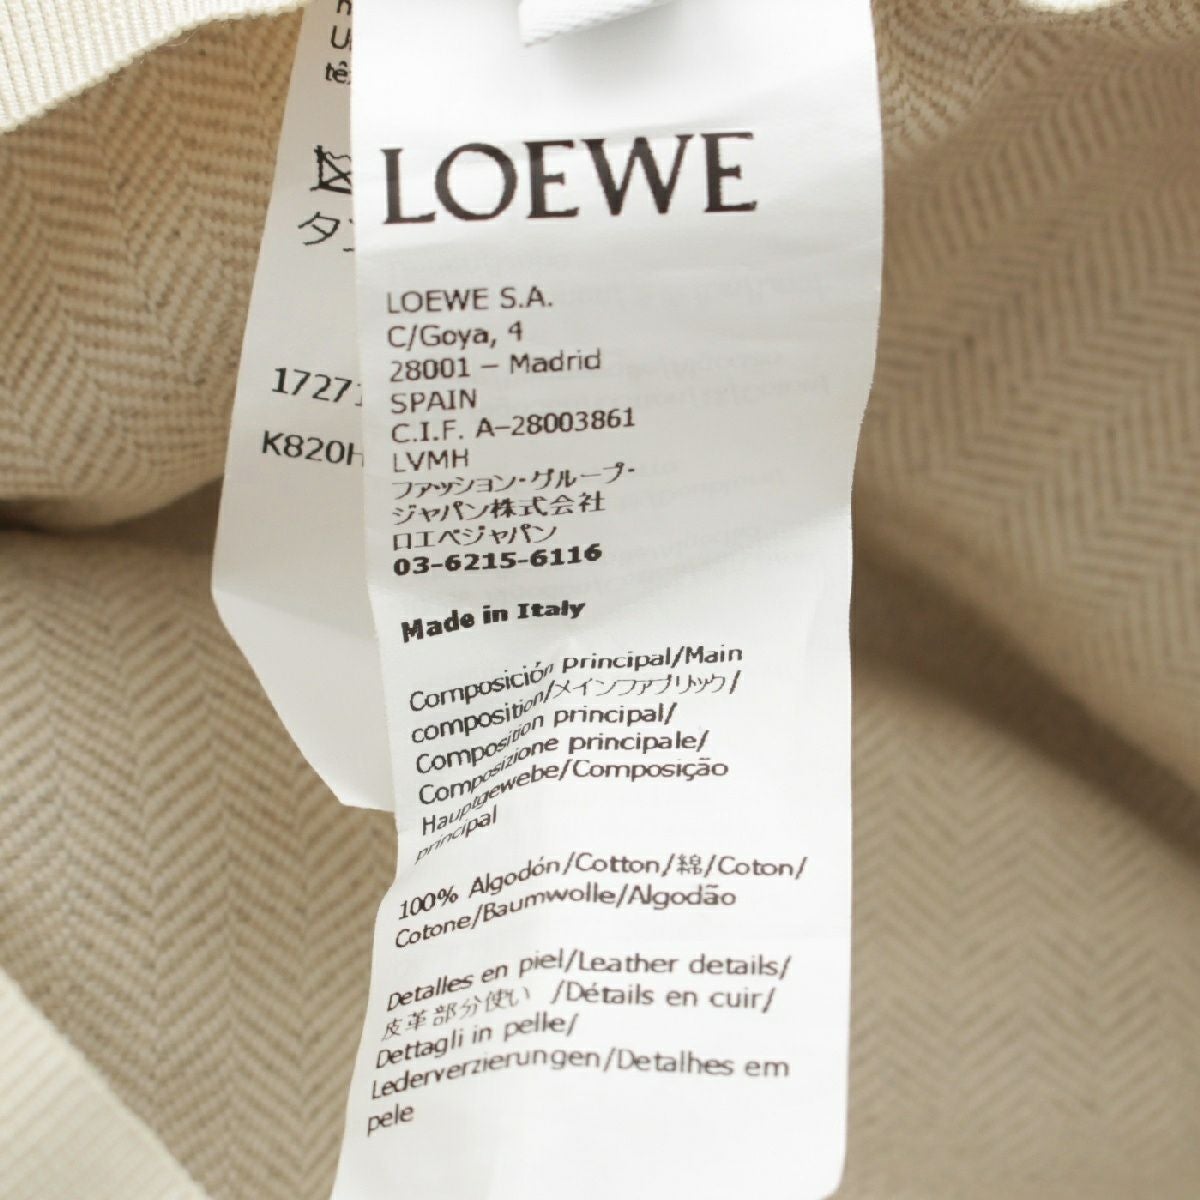 LOEWE
LOEWE S.A.
C/Goya, 4
28001 – Madrid
SPAIN
C.I.F. A–28003861
LVMH
ファッション・グループ・
ジャパン株式会社
ロエベジャパン
03-6215-6116
Made in Italy
Composición principal/Main
composition/メインファブリック/
Composition principal/
Composizione principale/
Hauptgewebe/Composição
principal
100% Algodón/Cotton/綿/Coton/
Cotone/Baumwolle/Algodão
Detalles en piel/Leather details/
皮革部分使い /Détails en cuir/
Dettagli in pelle/
Lederverzierungen/Detalhes em
pele